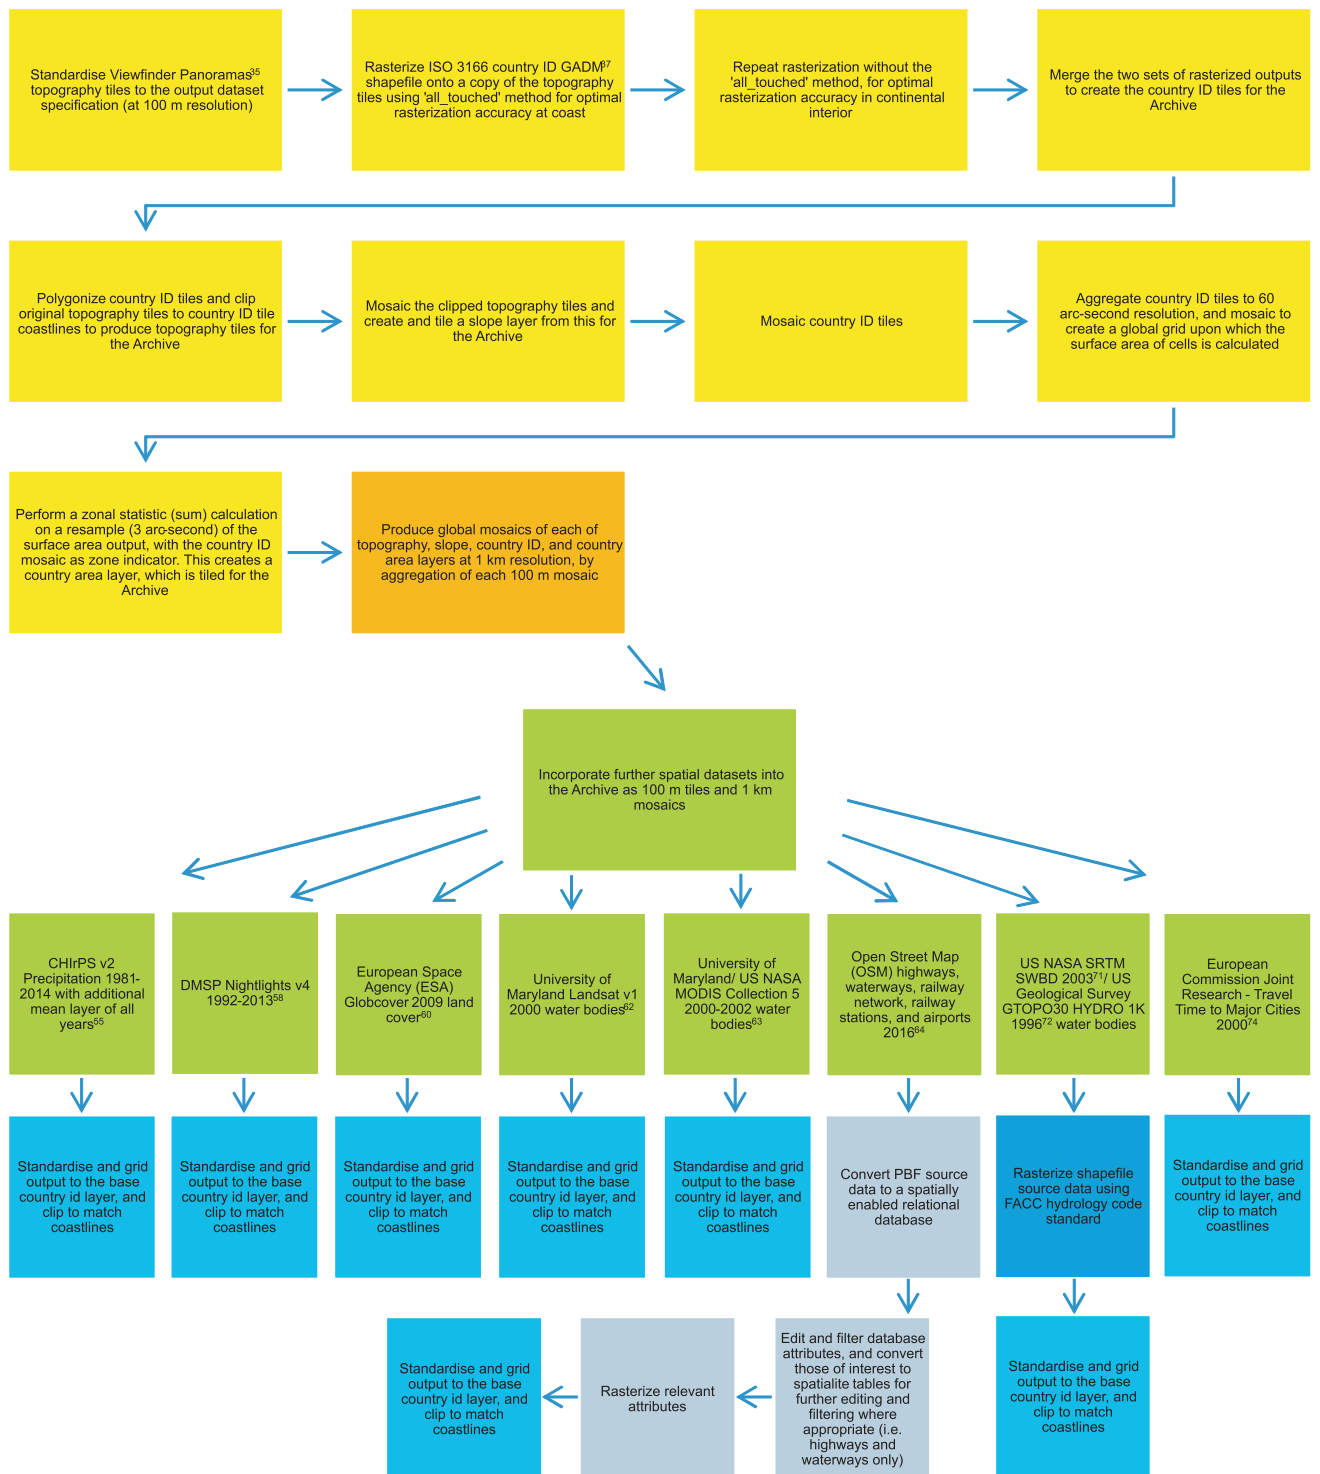 Standardise Viewfinder Panoramas35
topography tiles to the output dataset
specification (at 100 m resolution)
Rasterize ISO 3166 country ID GADM37
shapefile onto a copy of the topography
tiles using 'all_touched' method for optimal
rasterization accuracy at coast
Repeat rasterization without the
'all_touched' method, for optimal
rasterization accuracy in continental
interior
Merge the two sets of rasterized outputs
to create the country ID tiles for the
Archive
Polygonize country ID tiles and clip
original topography tiles to country ID tile
coastlines to produce topography tiles for
the Archive
Mosaic the clipped topography tiles and
create and tile a slope layer from this for
the Archive
Mosaic country ID tiles
Aggregate country ID tiles to 60
arc-second resolution, and mosaic to
create a global grid upon which the
surface area of cells is calculated
Perform a zonal statistic (sum) calculation
on a resample (3 arc-second) of the
surface area output, with the country ID
mosaic as zone indicator. This creates a
country area layer, which is tiled for the
Archive
Produce global mosaics of each of
topography, slope, country ID, and country
area layers at 1 km resolution, by
aggregation of each 100 m mosaic
Incorporate further spatial datasets into
the Archive as 100 m tiles and 1 km
mosaics
CHIrPS v2
Precipitation 1981-
2014 with additional
mean layer of all
years55
DMSP Nightlights v4
1992-201358
European Space
Agency (ESA)
Globcover 2009 land
cover60
University of
Maryland Landsat v1
2000 water bodies62
University of
Maryland/ US NASA
MODIS Collection 5
2000-2002 water
bodies63
Open Street Map
(OSM) highways,
waterways, railway
network, railway
stations, and airports
201664
US NASA SRTM
SWBD 200371/ US
Geological Survey
GTOPO30 HYDRO 1K
199672 water bodies
European
Commission Joint
Research - Travel
Time to Major Cities
200074
Standardise and grid
output to the base
country id layer, and
clip to match
coastlines
Standardise and grid
output to the base
country id layer, and
clip to match
coastlines
Standardise and grid
output to the base
country id layer, and
clip to match
coastlines
Standardise and grid
output to the base
country id layer, and
clip to match
coastlines
Standardise and grid
output to the base
country id layer, and
clip to match
coastlines
Convert PBF source
data to a spatially
enabled relational
database
Rasterize shapefile
source data using
FACC hydrology code
standard
Standardise and grid
output to the base
country id layer, and
clip to match
coastlines
Standardise and grid
output to the base
country id layer, and
clip to match
coastlines
Rasterize relevant
attributes
Edit and filter database
attributes, and convert
those of interest to
spatialite tables for
further editing and
filtering where
appropriate (i.e.
highways and
waterways only)
Standardise and grid
output to the base
country id layer, and
clip to match
coastlines